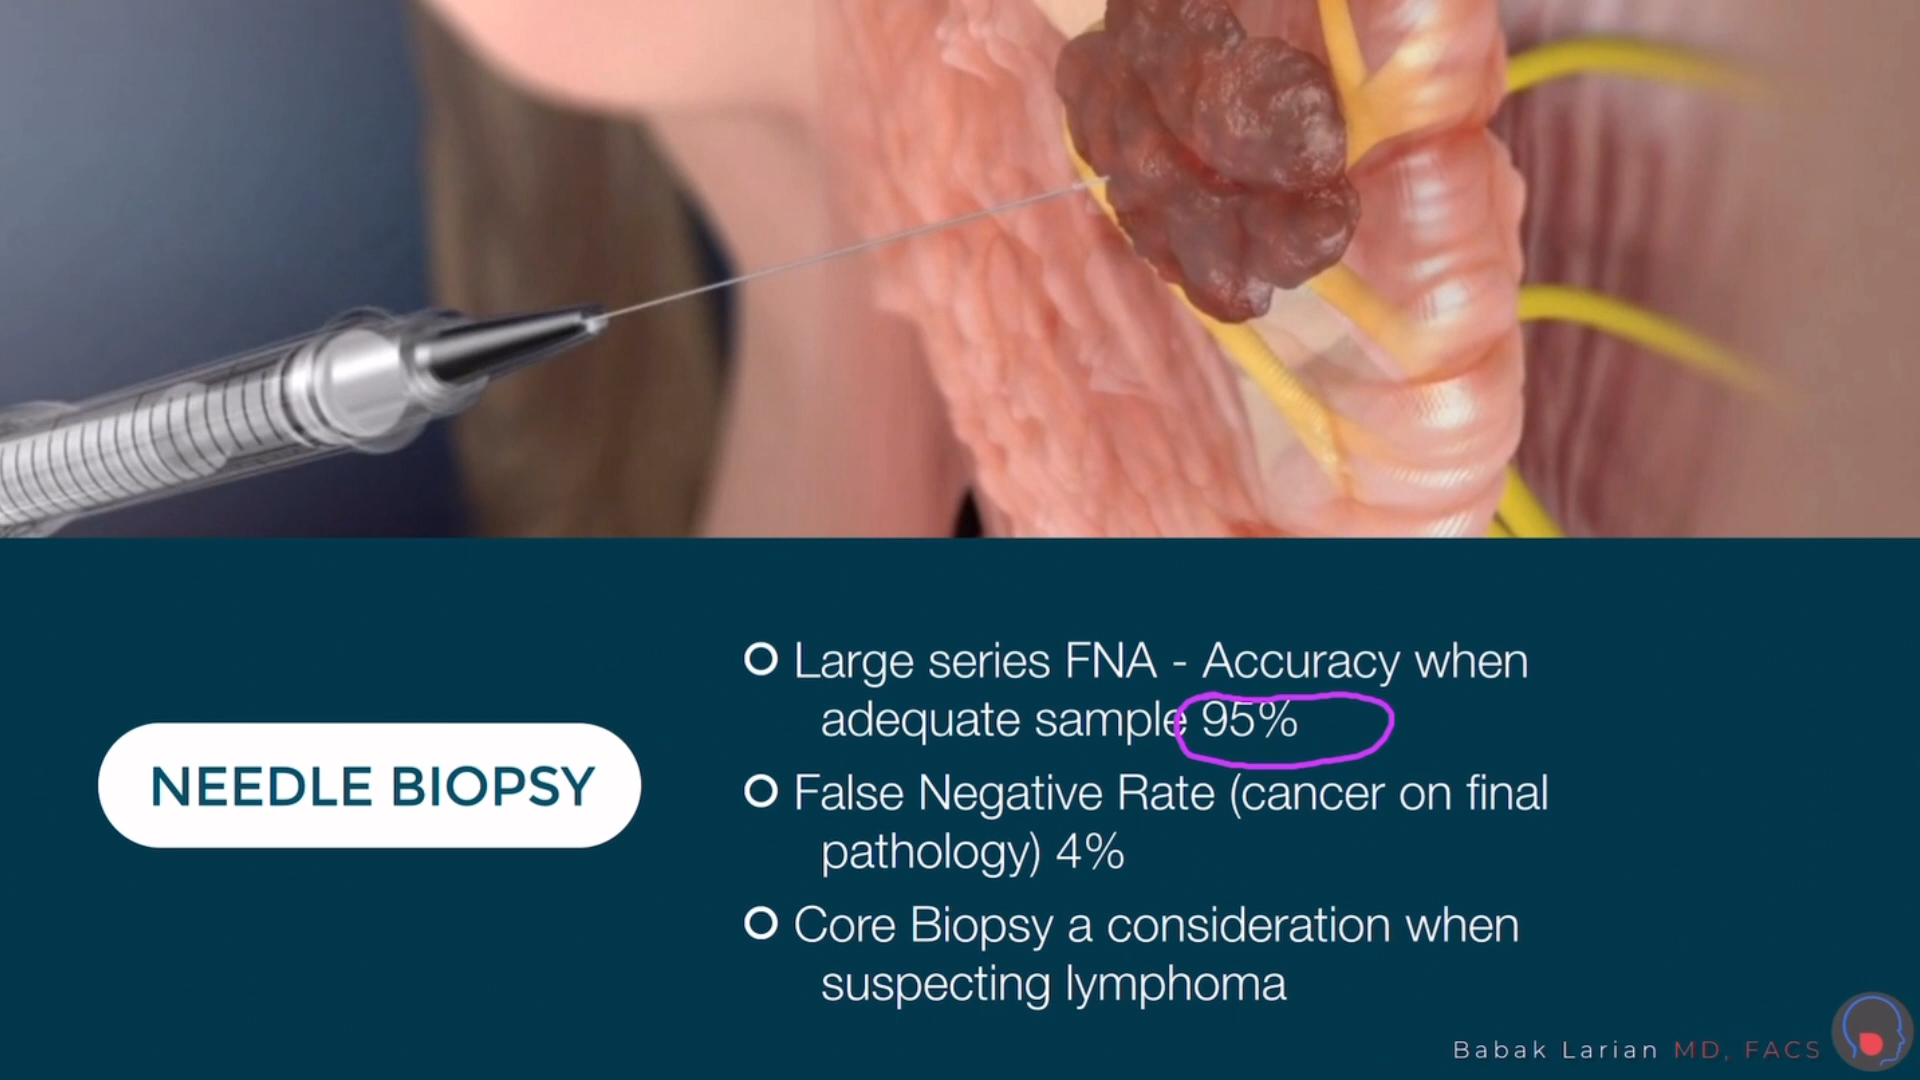 NEEDLE BIOPSY
Large series FNA - Accuracy when
adequate sample 95%
False Negative Rate (cancer on final
pathology) 4%
Core Biopsy a consideration when
suspecting lymphoma
Babak Larian MD, FACS